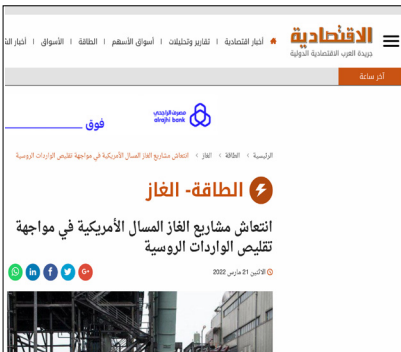 الاقتصادية
جريدة العرب الاقتصادية الدولية
أخبار اقتصادية | تقارير وتحليلات | أسواق الأسهم | الطاقة | الأسواق | أخبار الش
آخر ساعة
مصرف الراجحي
alrajhi bank
فوق
الرئيسية > الطاقة > الغاز > انتعاش مشاريع الغاز المسال الأمريكية في مواجهة تقليص الواردات الروسية
الطاقة- الغاز
انتعاش مشاريع الغاز المسال الأمريكية في مواجهة
تقليص الواردات الروسية
الاثنين 21 مارس 2022
G+